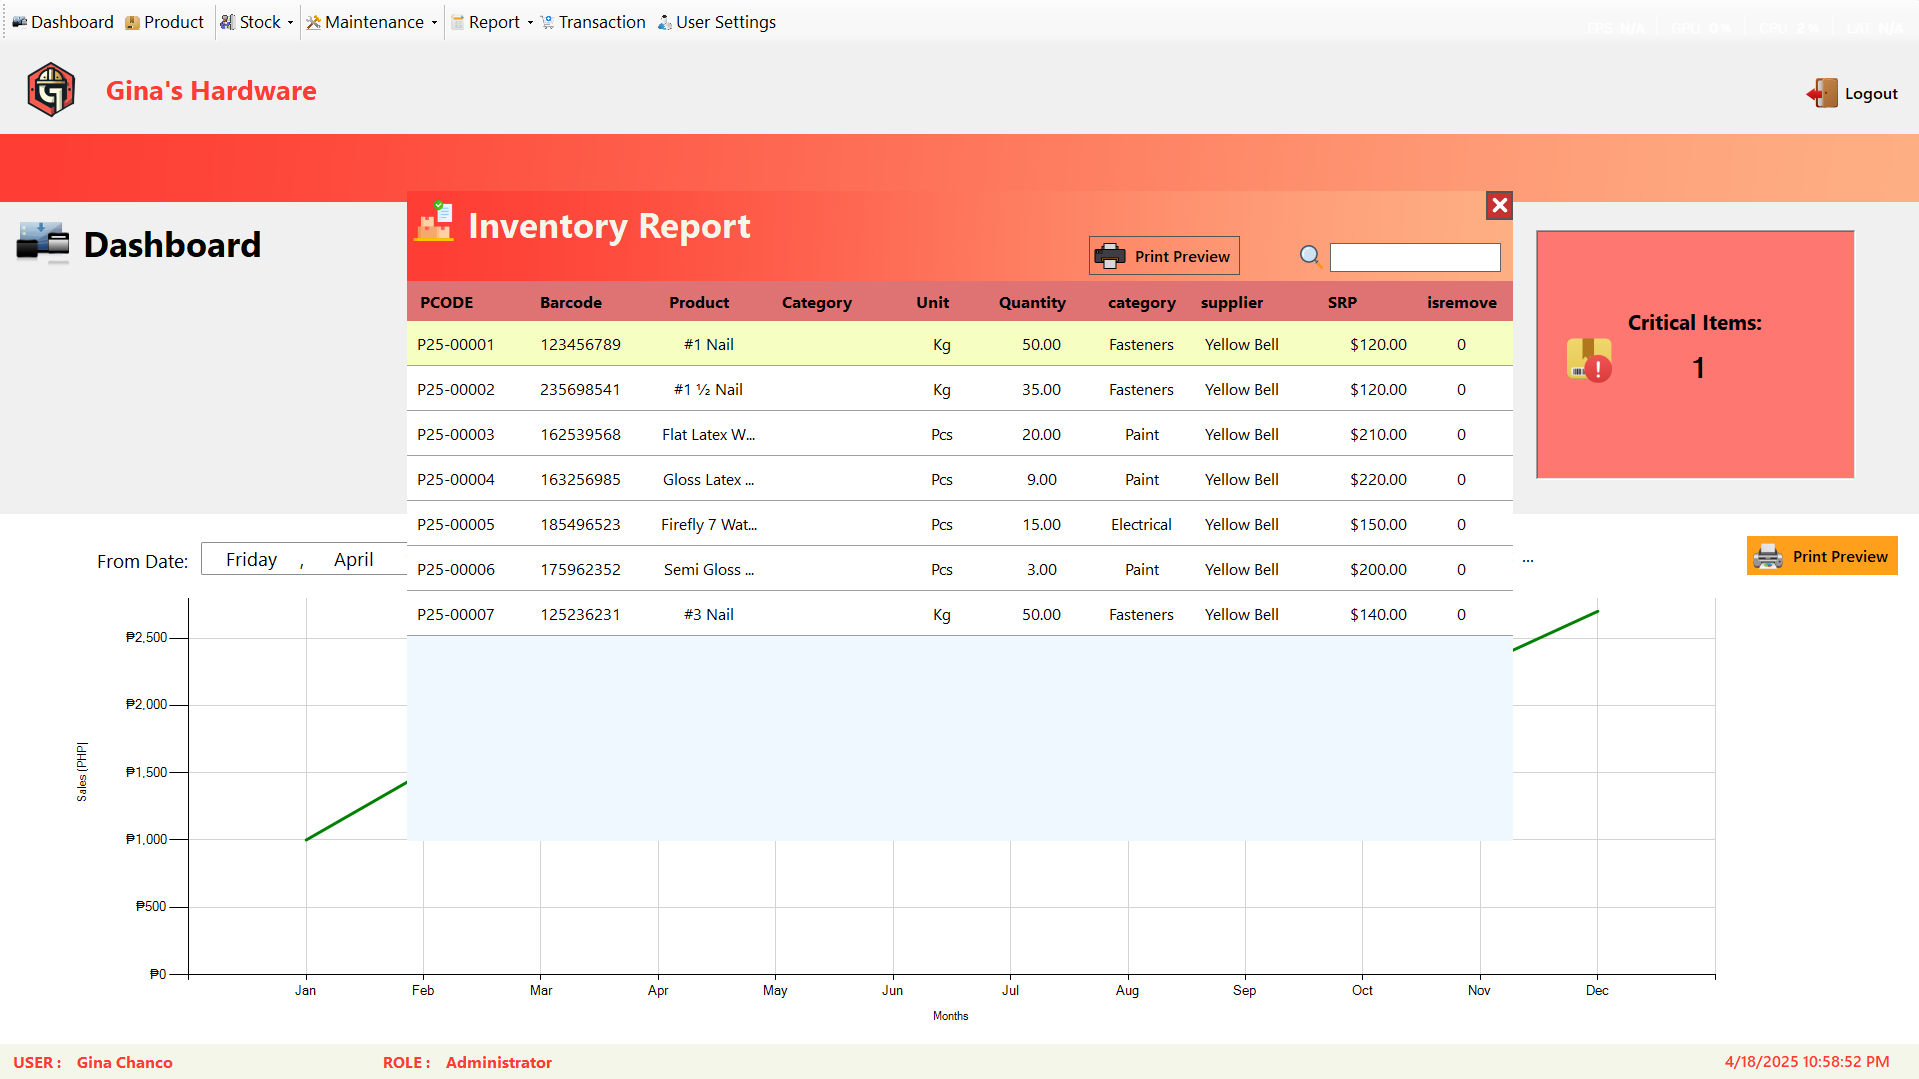 Dashboard Product Stock Maintenance Report Transaction User Settings
FPS N/A GPU 0% CPU 2% LAT N/A
Gina's Hardware
Logout
Inventory Report
Print Preview
Dashboard
PCODE Barcode Product Category Unit Quantity category supplier SRP isremove
P25-00001 123456789 #1 Nail Kg 50.00 Fasteners Yellow Bell $120.00 0
P25-00002 235698541 #1 ½ Nail Kg 35.00 Fasteners Yellow Bell $120.00 0
P25-00003 162539568 Flat Latex W... Pcs 20.00 Paint Yellow Bell $210.00 0
P25-00004 163256985 Gloss Latex ... Pcs 9.00 Paint Yellow Bell $220.00 0
P25-00005 185496523 Firefly 7 Wat... Pcs 15.00 Electrical Yellow Bell $150.00 0
P25-00006 175962352 Semi Gloss ... Pcs 3.00 Paint Yellow Bell $200.00 0
P25-00007 125236231 #3 Nail Kg 50.00 Fasteners Yellow Bell $140.00 0
Critical Items:
1
From Date: Friday , April
...
Print Preview
₱2,500
₱2,000
₱1,500
₱1,000
₱500
₱0
Sales (PHP)
Jan Feb Mar Apr May Jun Jul Aug Sep Oct Nov Dec
Months
USER : Gina Chanco ROLE : Administrator 4/18/2025 10:58:52 PM